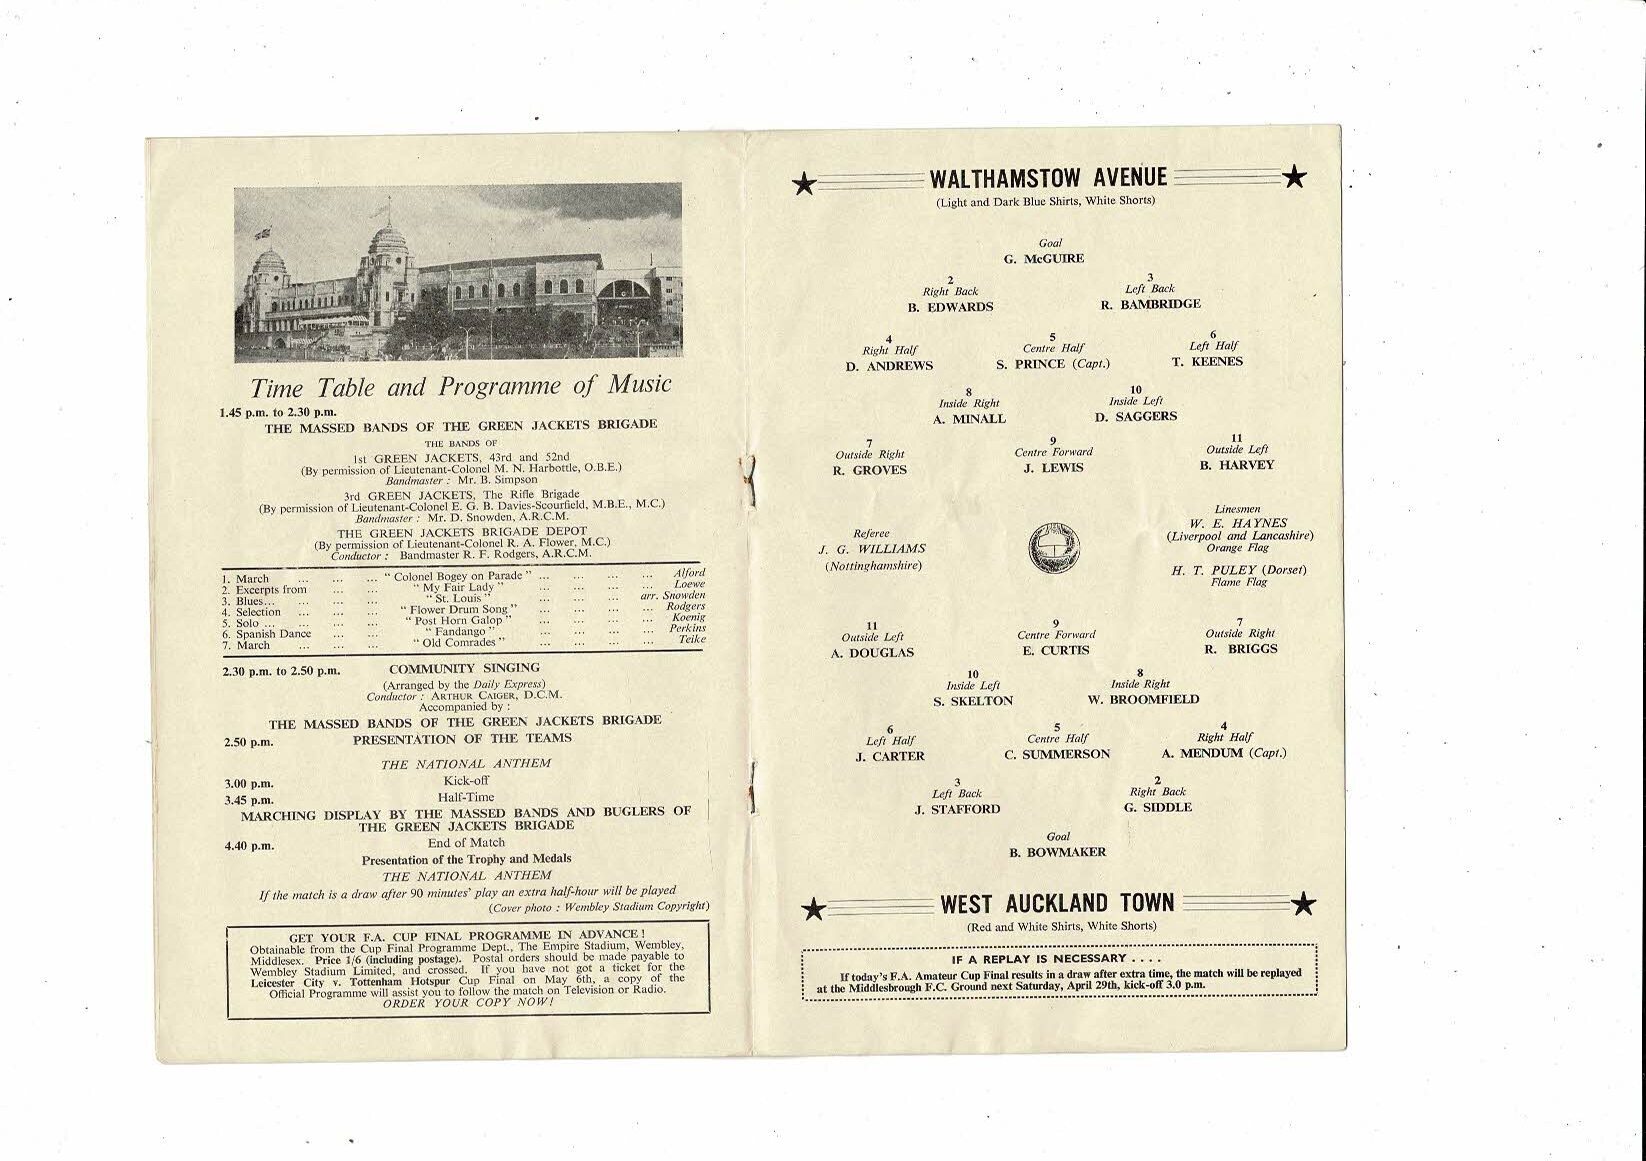 Time Table and Programme of Music
1.45 p.m. to 2.30 p.m.
THE MASSED BANDS OF THE GREEN JACKETS BRIGADE
THE BANDS OF
1st GREEN JACKETS, 43rd and 52nd
(By permission of Lieutenant-Colonel M. N. Harbottle, O.B.E.)
Bandmaster : Mr. B. Simpson
3rd GREEN JACKETS, The Rifle Brigade
(By permission of Lieutenant-Colonel E. G. B. Davies-Scourfield, M.B.E., M.C.)
Bandmaster : Mr. D. Snowden, A.R.C.M.
THE GREEN JACKETS BRIGADE DEPOT
(By permission of Lieutenant-Colonel R. A. Flower, M.C.)
Conductor : Bandmaster R. F. Rodgers, A.R.C.M.
1. March ... ... ... " Colonel Bogey on Parade " ... ... ... ... Alford
2. Excerpts from ... ... " My Fair Lady " ... ... ... ... Loewe
3. Blues... ... ... ... " St. Louis " ... ... ... arr. Snowden
4. Selection ... ... ... " Flower Drum Song " ... ... ... ... Rodgers
5. Solo ... ... ... ... " Post Horn Galop " ... ... ... ... Koenig
6. Spanish Dance ... ... " Fandango " ... ... ... ... Perkins
7. March ... ... ... " Old Comrades " ... ... ... ... Teike
2.30 p.m. to 2.50 p.m. COMMUNITY SINGING
(Arranged by the Daily Express)
Conductor : ARTHUR CAIGER, D.C.M.
Accompanied by :
THE MASSED BANDS OF THE GREEN JACKETS BRIGADE
2.50 p.m. PRESENTATION OF THE TEAMS
THE NATIONAL ANTHEM
3.00 p.m. Kick-off
3.45 p.m. Half-Time
MARCHING DISPLAY BY THE MASSED BANDS AND BUGLERS OF
THE GREEN JACKETS BRIGADE
4.40 p.m. End of Match
Presentation of the Trophy and Medals
THE NATIONAL ANTHEM
If the match is a draw after 90 minutes' play an extra half-hour will be played
(Cover photo : Wembley Stadium Copyright)
GET YOUR F.A. CUP FINAL PROGRAMME IN ADVANCE !
Obtainable from the Cup Final Programme Dept., The Empire Stadium, Wembley,
Middlesex. Price 1/6 (including postage). Postal orders should be made payable to
Wembley Stadium Limited, and crossed. If you have not got a ticket for the
Leicester City v. Tottenham Hotspur Cup Final on May 6th, a copy of the
Official Programme will assist you to follow the match on Television or Radio.
ORDER YOUR COPY NOW!
WALTHAMSTOW AVENUE
(Light and Dark Blue Shirts, White Shorts)
Goal
G. McGUIRE
2 3
Right Back Left Back
B. EDWARDS R. BAMBRIDGE
4 5 6
Right Half Centre Half Left Half
D. ANDREWS S. PRINCE (Capt.) T. KEENES
8 10
Inside Right Inside Left
A. MINALL D. SAGGERS
7 9 11
Outside Right Centre Forward Outside Left
R. GROVES J. LEWIS B. HARVEY
Referee
J. G. WILLIAMS
(Nottinghamshire)
Linesmen
W. E. HAYNES
(Liverpool and Lancashire)
Orange Flag
H. T. PULEY (Dorset)
Flame Flag
11 9 7
Outside Left Centre Forward Outside Right
A. DOUGLAS E. CURTIS R. BRIGGS
10 8
Inside Left Inside Right
S. SKELTON W. BROOMFIELD
6 5 4
Left Half Centre Half Right Half
J. CARTER C. SUMMERSON A. MENDUM (Capt.)
3 2
Left Back Right Back
J. STAFFORD G. SIDDLE
Goal
B. BOWMAKER
WEST AUCKLAND TOWN
(Red and White Shirts, White Shorts)
IF A REPLAY IS NECESSARY . . . .
If today's F.A. Amateur Cup Final results in a draw after extra time, the match will be replayed
at the Middlesbrough F.C. Ground next Saturday, April 29th, kick-off 3.0 p.m.